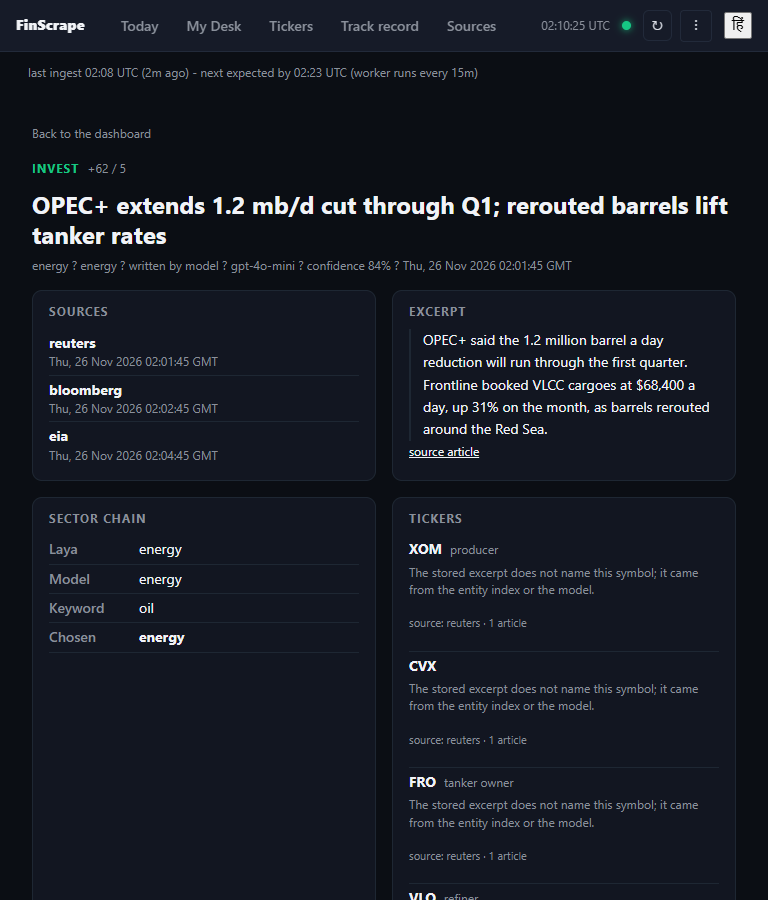 FinScrape Today My Desk Tickers Track record Sources 02:10:25 UTC ↻ ⋮ हिं
last ingest 02:08 UTC (2m ago) - next expected by 02:23 UTC (worker runs every 15m)
Back to the dashboard
INVEST +62 / 5
OPEC+ extends 1.2 mb/d cut through Q1; rerouted barrels lift
tanker rates
energy ? energy ? written by model ? gpt-4o-mini ? confidence 84% ? Thu, 26 Nov 2026 02:01:45 GMT
SOURCES
reuters
Thu, 26 Nov 2026 02:01:45 GMT
bloomberg
Thu, 26 Nov 2026 02:02:45 GMT
eia
Thu, 26 Nov 2026 02:04:45 GMT
EXCERPT
OPEC+ said the 1.2 million barrel a day
reduction will run through the first quarter.
Frontline booked VLCC cargoes at $68,400 a
day, up 31% on the month, as barrels rerouted
around the Red Sea.
source article
SECTOR CHAIN
Laya energy
Model energy
Keyword oil
Chosen energy
TICKERS
XOM producer
The stored excerpt does not name this symbol; it came
from the entity index or the model.
source: reuters · 1 article
CVX
The stored excerpt does not name this symbol; it came
from the entity index or the model.
source: reuters · 1 article
FRO tanker owner
The stored excerpt does not name this symbol; it came
from the entity index or the model.
source: reuters · 1 article
VLO refiner